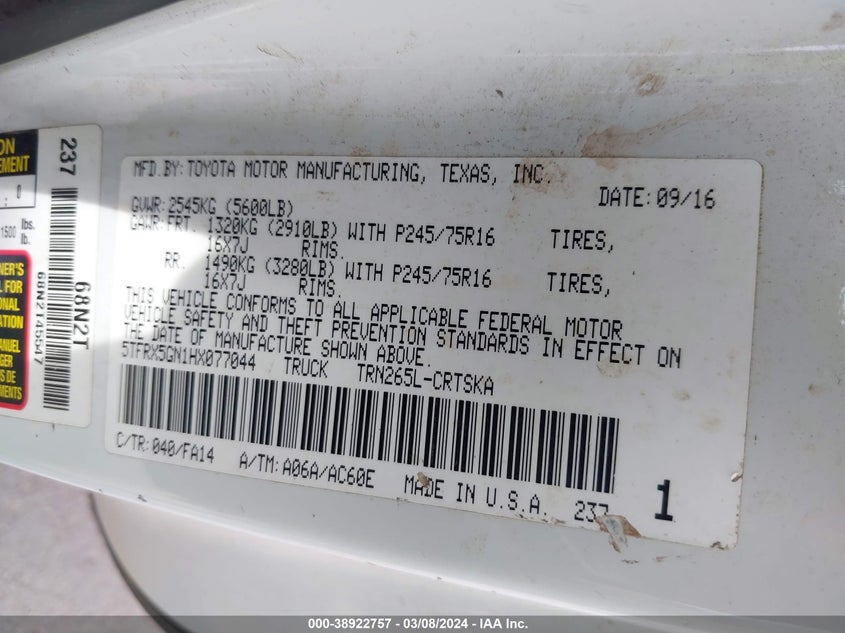 MFD.BY: TOYOTA MOTOR MANUFACTURING, TEXAS, INC.
DATE: 09/16
GVWR: 2545KG (5600LB)
GAWR: FRT. 1320KG (2910LB) WITH P245/75R16 TIRES,
16X7J RIMS.
RR. 1490KG (3280LB) WITH P245/75R16 TIRES,
16X7J RIMS.
THIS VEHICLE CONFORMS TO ALL APPLICABLE FEDERAL MOTOR
VEHICLE SAFETY AND THEFT PREVENTION STANDARDS IN EFFECT ON
THE DATE OF MANUFACTURE SHOWN ABOVE.
5TFRX5GN1HX077044 TRUCK TRN265L-CRTSKA
C/TR: 040/FA14 A/TM: A06A/AC60E MADE IN U.S.A. 237 1
237
68N2T
68N2T45547
1500 lbs.
lb.
000-38922757 - 03/08/2024 - IAA Inc.